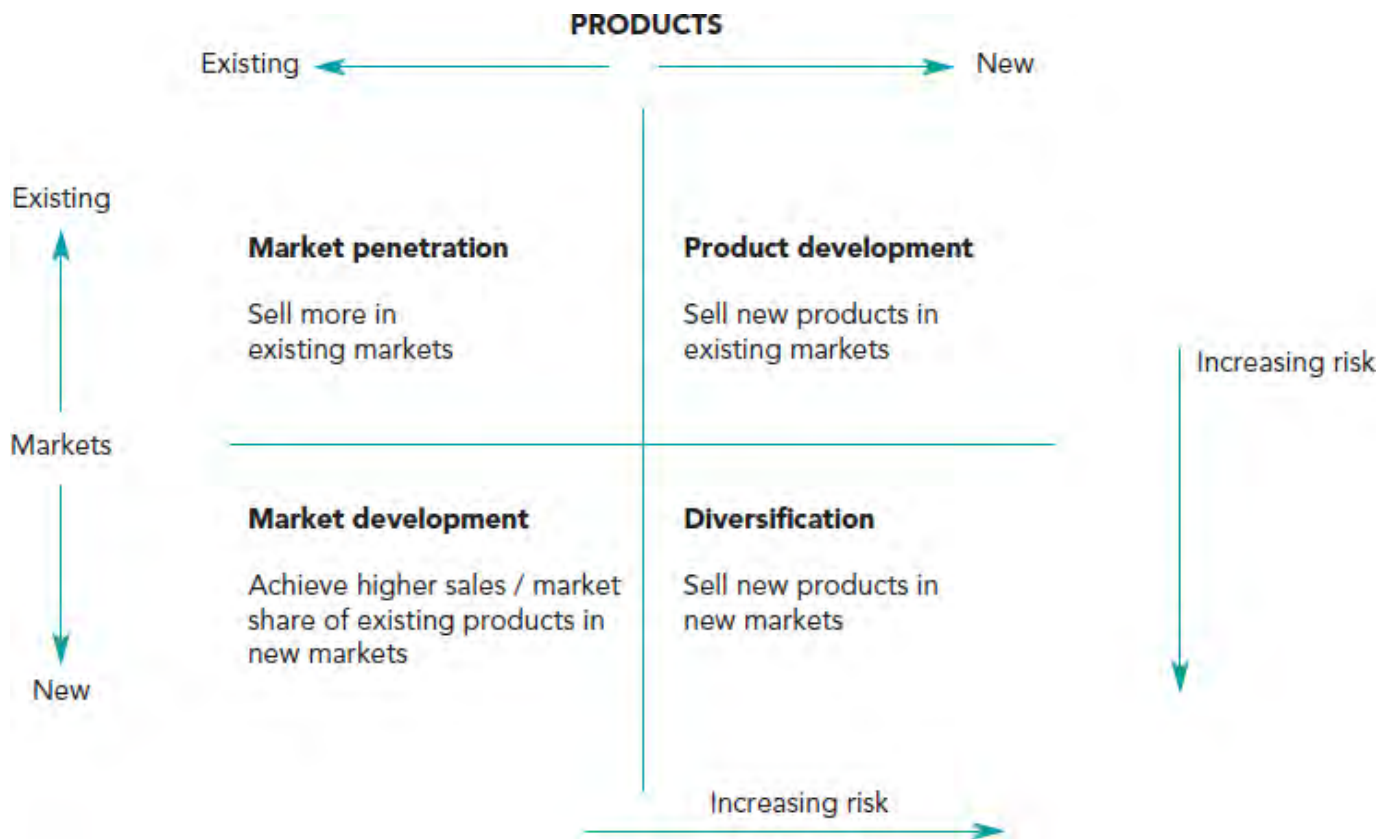 PRODUCTS
Existing
New
Existing
Market penetration
Product development
Sell more in
existing markets
Sell new products in
existing markets
Increasing risk
Markets
Market development
Diversification
Achieve higher sales / market
share of existing products in
new markets
Sell new products in
new markets
New
Increasing risk